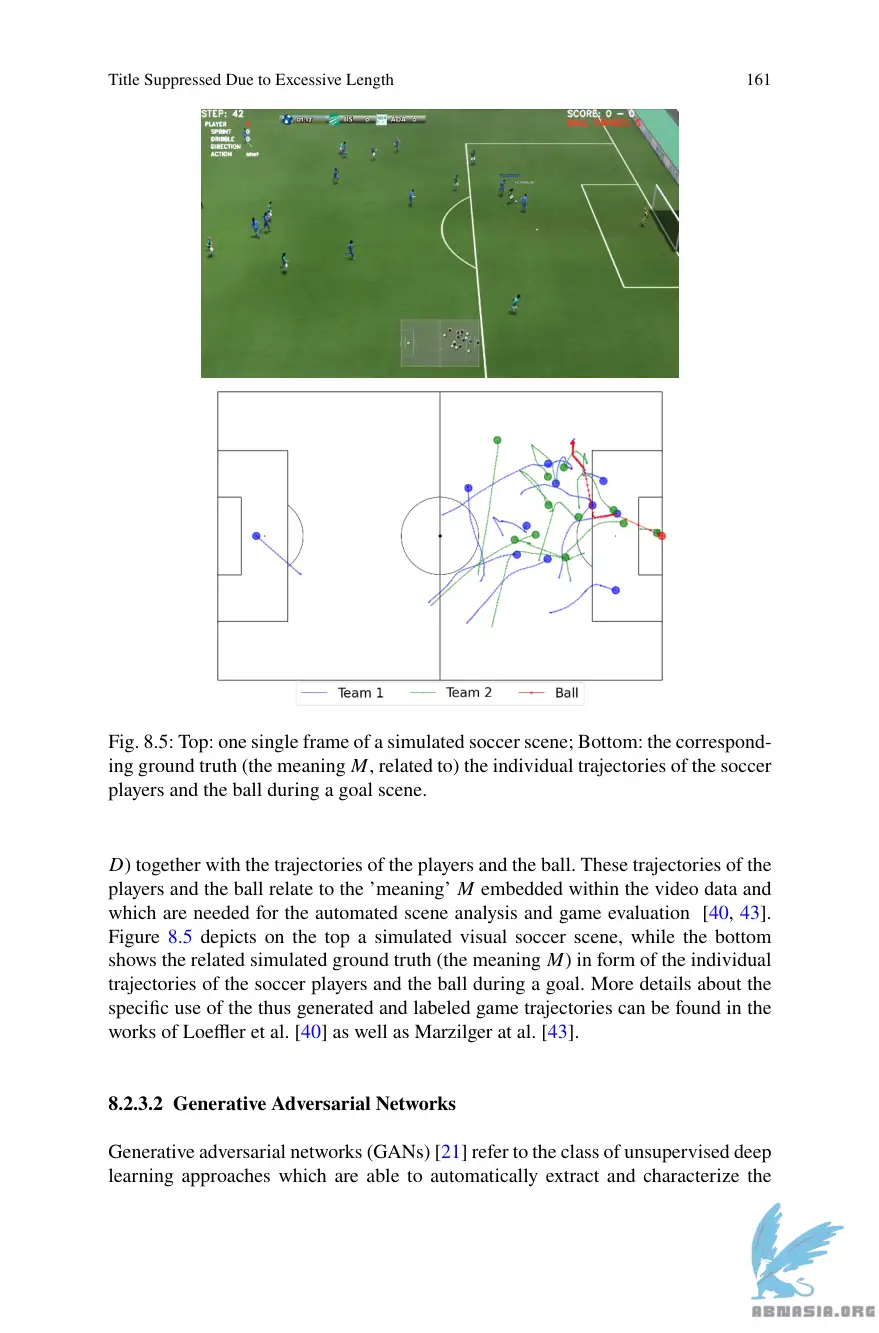 Title Suppressed Due to Excessive Length 161
STEP: 42
PLAYER
SPRINT 0
DRIBBLE 0
DIRECTION
ACTION shot
01:17
ADA
SCORE: 0 - 0
Team 1 Team 2 Ball
Fig. 8.5: Top: one single frame of a simulated soccer scene; Bottom: the correspond-
ing ground truth (the meaning M, related to) the individual trajectories of the soccer
players and the ball during a goal scene.
D) together with the trajectories of the players and the ball. These trajectories of the
players and the ball relate to the ’meaning’ M embedded within the video data and
which are needed for the automated scene analysis and game evaluation [40, 43].
Figure 8.5 depicts on the top a simulated visual soccer scene, while the bottom
shows the related simulated ground truth (the meaning M) in form of the individual
trajectories of the soccer players and the ball during a goal. More details about the
specific use of the thus generated and labeled game trajectories can be found in the
works of Loeffler et al. [40] as well as Marzilger at al. [43].
8.2.3.2 Generative Adversarial Networks
Generative adversarial networks (GANs) [21] refer to the class of unsupervised deep
learning approaches which are able to automatically extract and characterize the
ABNASIA.ORG